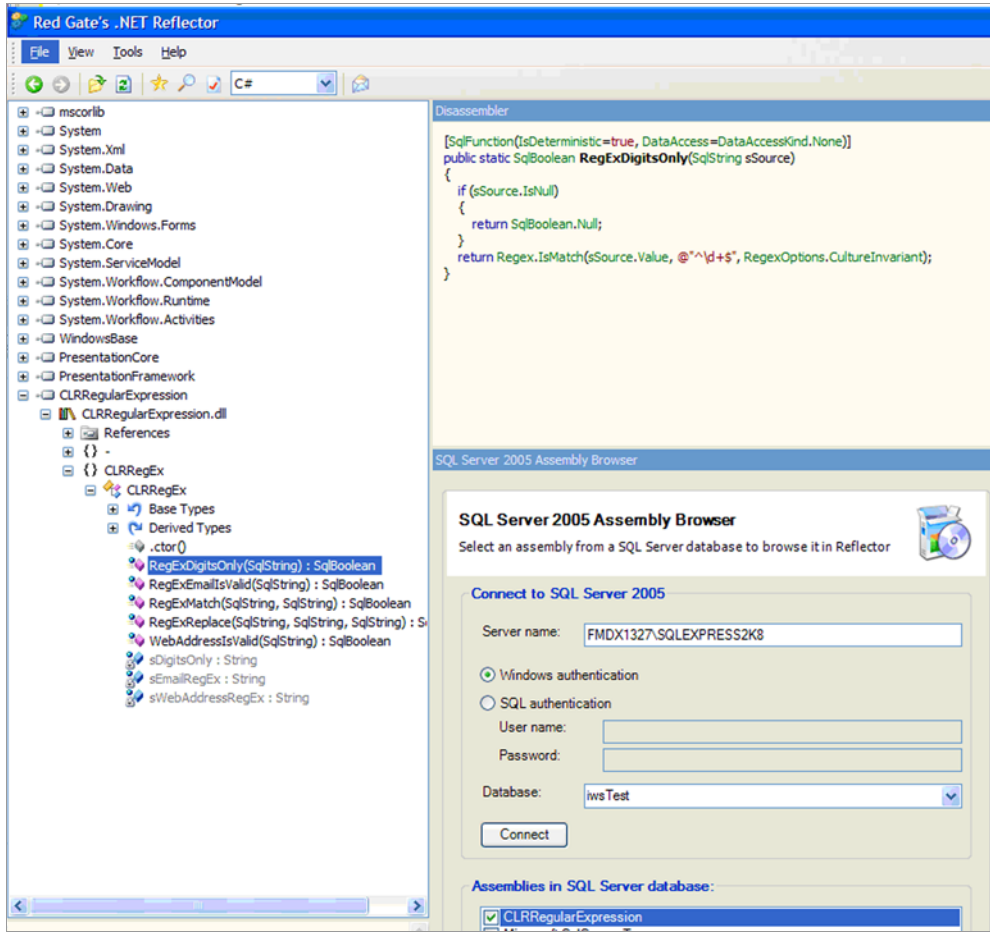 Red Gate's .NET Reflector
File View Tools Help
C#
mscorlib
System
System.Xml
System.Data
System.Web
System.Drawing
System.Windows.Forms
System.Core
System.ServiceModel
System.Workflow.ComponentModel
System.Workflow.Runtime
System.Workflow.Activities
WindowsBase
PresentationCore
PresentationFramework
CLRRegularExpression
CLRRegularExpression.dll
References
{} -
{} CLRRegEx
CLRRegEx
Base Types
Derived Types
.ctor()
RegExDigitsOnly(SqlString) : SqlBoolean
RegExEmailIsValid(SqlString) : SqlBoolean
RegExMatch(SqlString, SqlString) : SqlBoolean
RegExReplace(SqlString, SqlString, SqlString) : S
WebAddressIsValid(SqlString) : SqlBoolean
sDigitsOnly : String
sEmailRegEx : String
sWebAddressRegEx : String
Disassembler
[SqlFunction(IsDeterministic=true, DataAccess=DataAccessKind.None)]
public static SqlBoolean RegExDigitsOnly(SqlString sSource)
{
if (sSource.IsNull)
{
return SqlBoolean.Null;
}
return Regex.IsMatch(sSource.Value, @"^\d+$", RegexOptions.CultureInvariant);
}
SQL Server 2005 Assembly Browser
SQL Server 2005 Assembly Browser
Select an assembly from a SQL Server database to browse it in Reflector
Connect to SQL Server 2005
Server name: FMDX1327\SQLEXPRESS2K8
Windows authentication
SQL authentication
User name:
Password:
Database: iwsTest
Connect
Assemblies in SQL Server database:
CLRRegularExpression